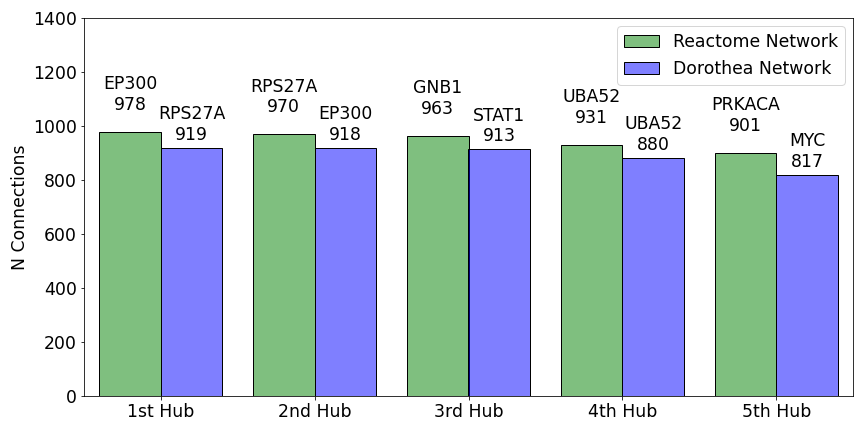 1400
1200
1000
800
600
400
200
0
N Connections
Reactome Network
Dorothea Network
EP300
978
RPS27A
919
RPS27A
970
EP300
918
GNB1
963
STAT1
913
UBA52
931
UBA52
880
PRKACA
901
MYC
817
1st Hub
2nd Hub
3rd Hub
4th Hub
5th Hub